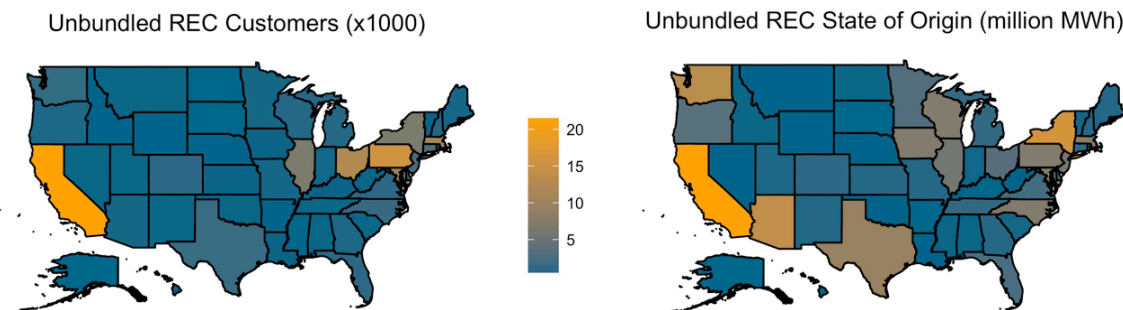 Unbundled REC Customers (x1000)
Unbundled REC State of Origin (million MWh)
20
15
10
5